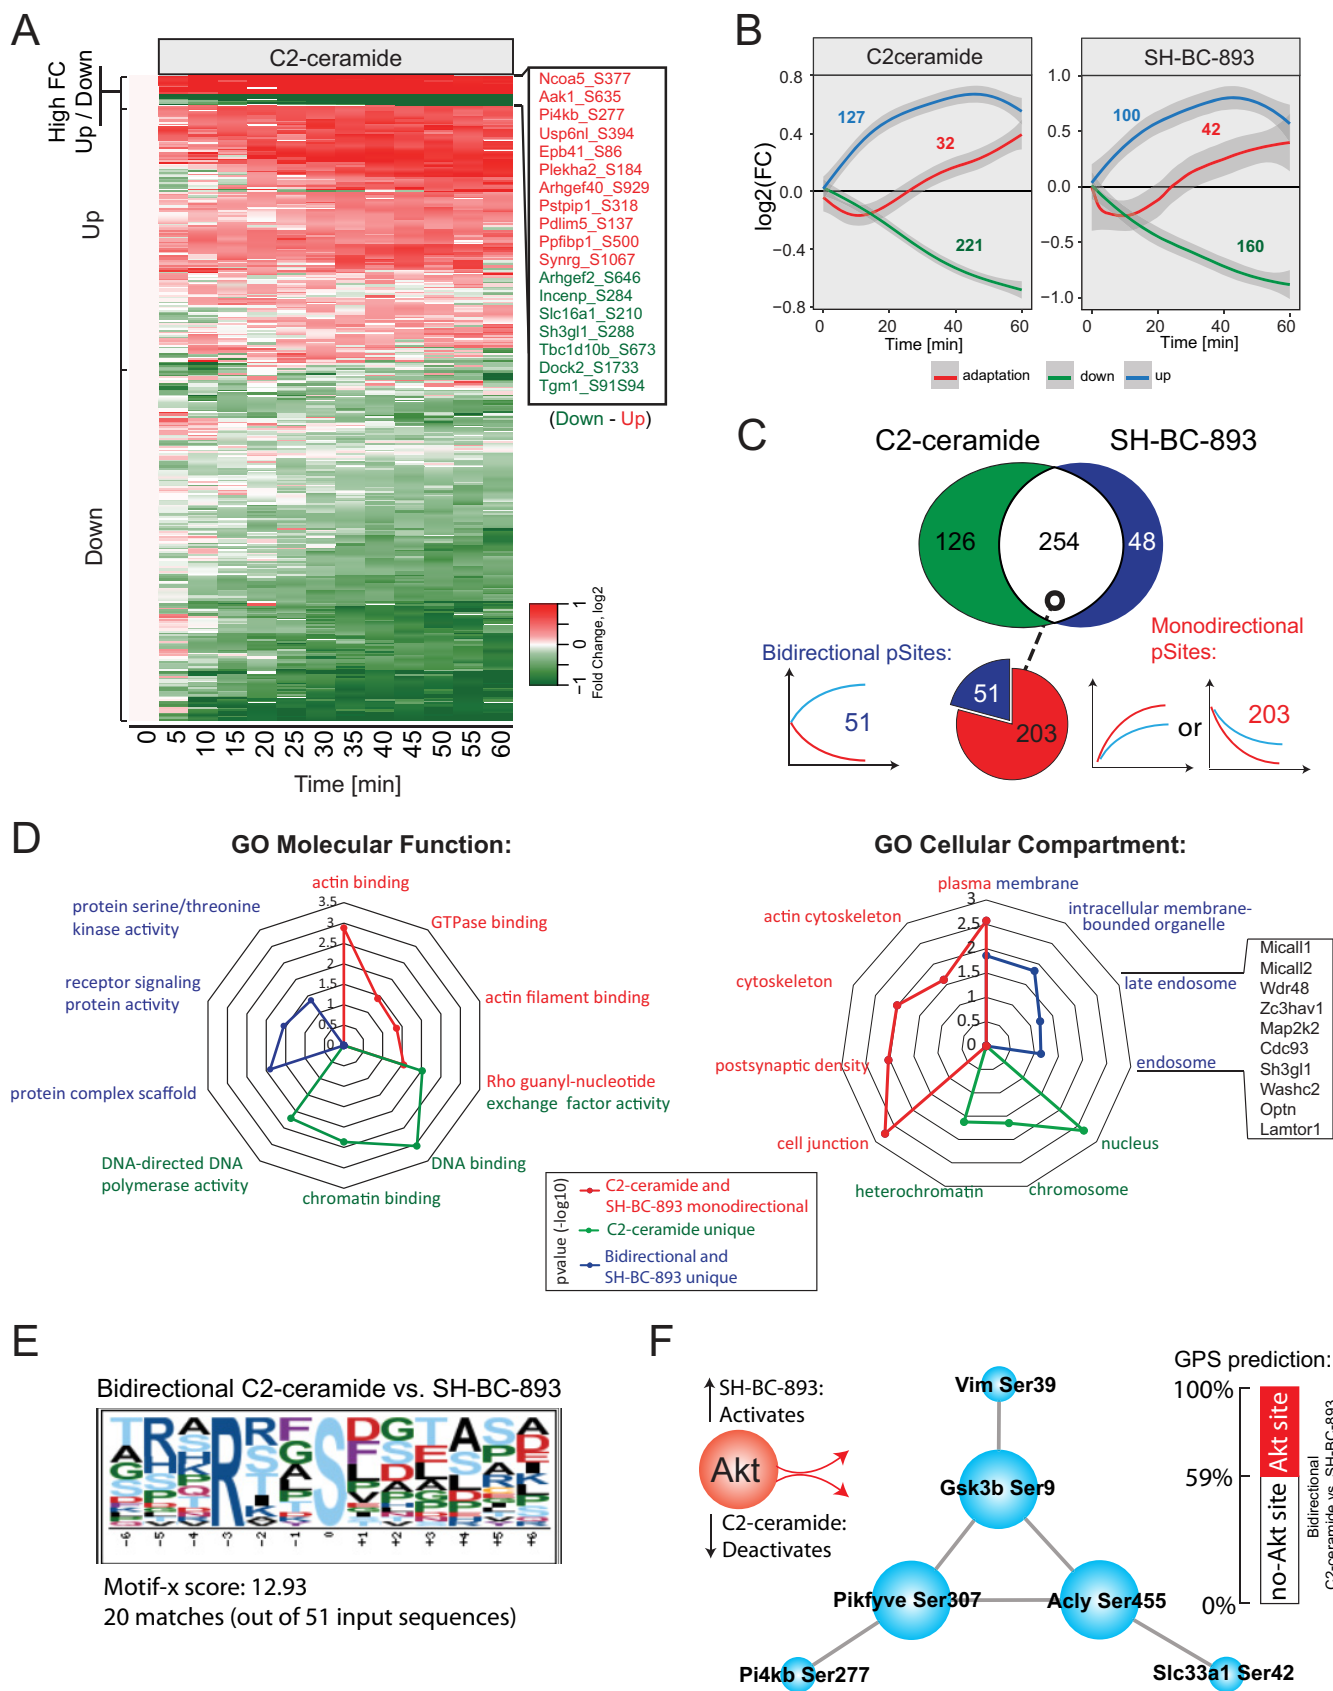 A
C2-ceramide
High FC
Up / Down
Up
Down
Ncoa5_S377
Aak1_S635
Pi4kb_S277
Usp6nl_S394
Epb41_S86
Plekha2_S184
Arhgef40_S929
Pstpip1_S318
Pdlim5_S137
Ppfibp1_S500
Synrg_S1067
Arhgef2_S646
Incenp_S284
Slc16a1_S210
Sh3gl1_S288
Tbc1d10b_S673
Dock2_S1733
Tgm1_S91S94
(Down - Up)
1
0
−1
Fold Change, log2
0 5 10 15 20 25 30 35 40 45 50 55 60
Time [min]
B
C2ceramide
SH-BC-893
log2(FC)
0.8
0.4
0.0
−0.4
−0.8
127
32
221
0 20 40 60
Time [min]
1.0
0.5
0.0
−0.5
−1.0
100
42
160
0 20 40 60
Time [min]
adaptation down up
C
C2-ceramide SH-BC-893
126 254 48
Bidirectional pSites:
51
51
203
Monodirectional
pSites:
or
203
D
GO Molecular Function:
actin binding
GTPase binding
actin filament binding
Rho guanyl-nucleotide
exchange factor activity
DNA binding
chromatin binding
DNA-directed DNA
polymerase activity
protein complex scaffold
receptor signaling
protein activity
protein serine/threonine
kinase activity
3.5
3
2.5
2
1.5
1
0.5
0
GO Cellular Compartment:
plasma membrane
intracellular membrane-
bounded organelle
late endosome
endosome
nucleus
chromosome
heterochromatin
cell junction
postsynaptic density
cytoskeleton
actin cytoskeleton
3
2.5
2
1.5
1
0.5
0
Micall1
Micall2
Wdr48
Zc3hav1
Map2k2
Cdc93
Sh3gl1
Washc2
Optn
Lamtor1
pvalue (-log10)
C2-ceramide and
SH-BC-893 monodirectional
C2-ceramide unique
Bidirectional and
SH-BC-893 unique
E
Bidirectional C2-ceramide vs. SH-BC-893
-6 -5 -4 -3 -2 -1 0 +1 +2 +3 +4 +5 +6
Motif-x score: 12.93
20 matches (out of 51 input sequences)
F
SH-BC-893:
Activates
Akt
C2-ceramide:
Deactivates
Vim Ser39
Gsk3b Ser9
Pikfyve Ser307
Acly Ser455
Pi4kb Ser277
Slc33a1 Ser42
GPS prediction:
100%
59%
0%
Akt site
no-Akt site
Bidirectional
C2-ceramide vs. SH-BC-893